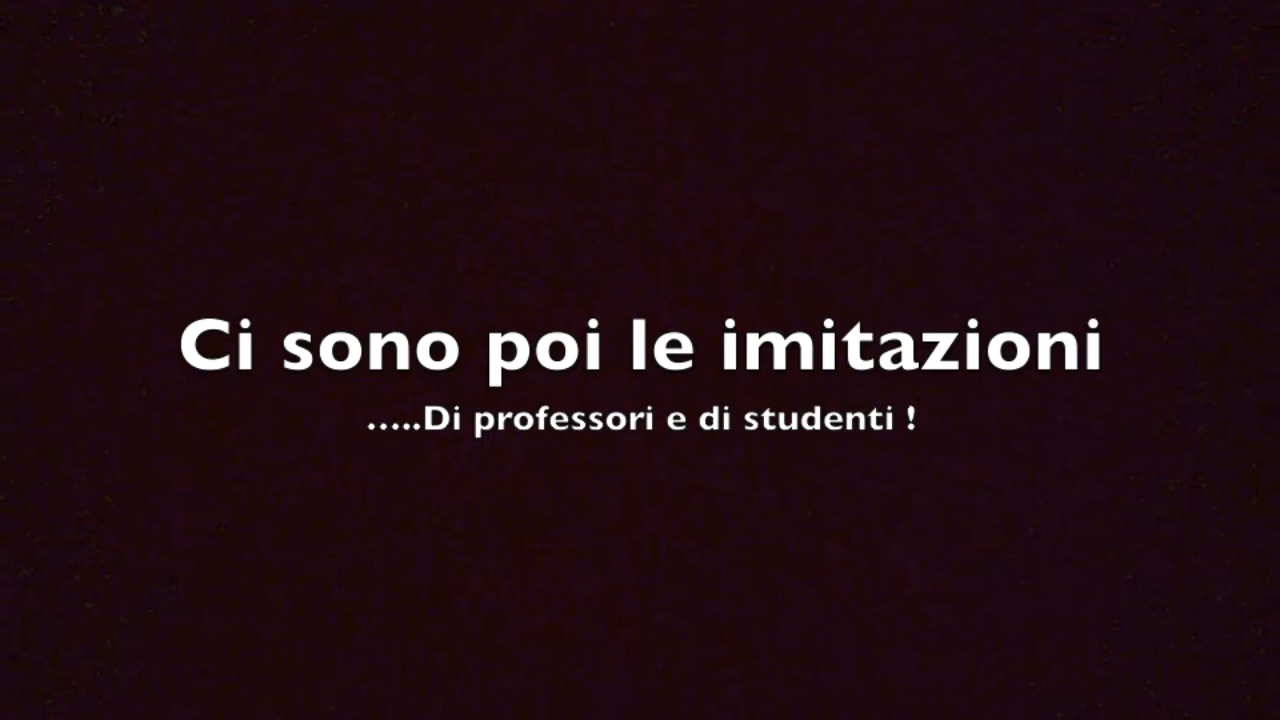 Ci sono poi le imitazioni
.....Di professori e di studenti !